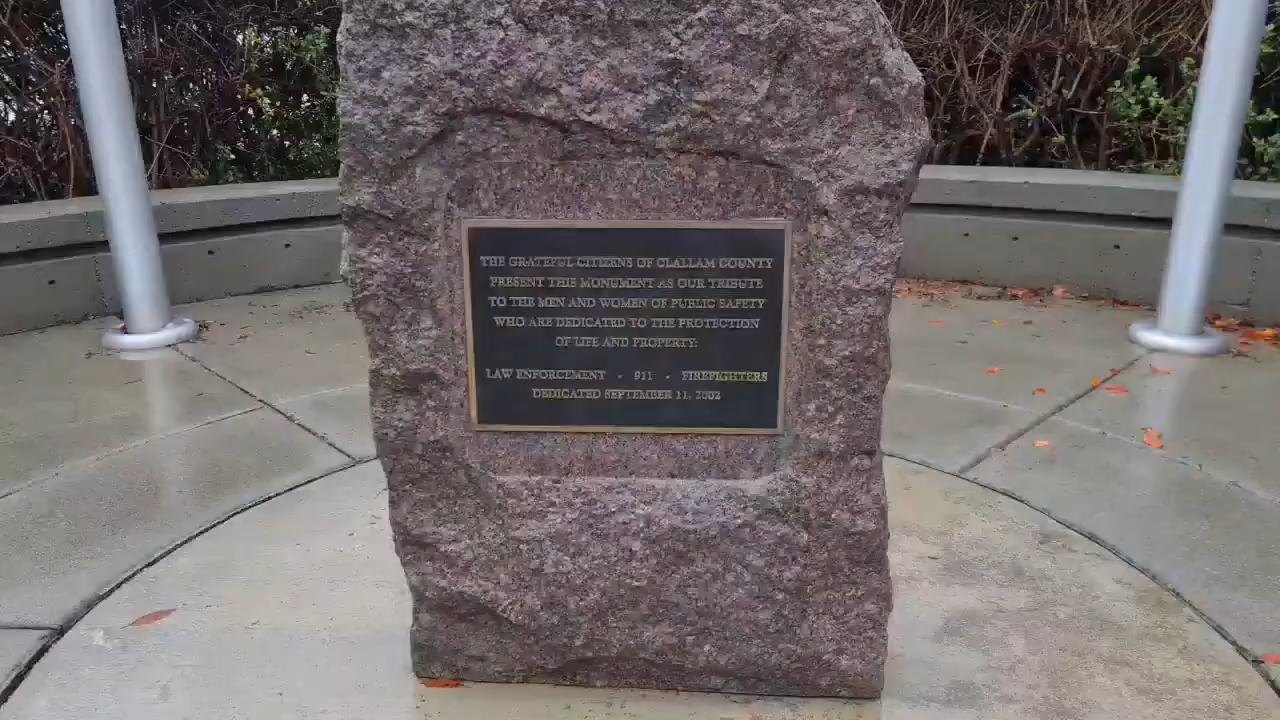 THE GRATEFUL CITIZENS OF CLALLAM COUNTY
PRESENT THIS MONUMENT AS OUR TRIBUTE
TO THE MEN AND WOMEN OF PUBLIC SAFETY
WHO ARE DEDICATED TO THE PROTECTION
OF LIFE AND PROPERTY:
LAW ENFORCEMENT - 911 - FIREFIGHTERS
DEDICATED SEPTEMBER 11, 2002